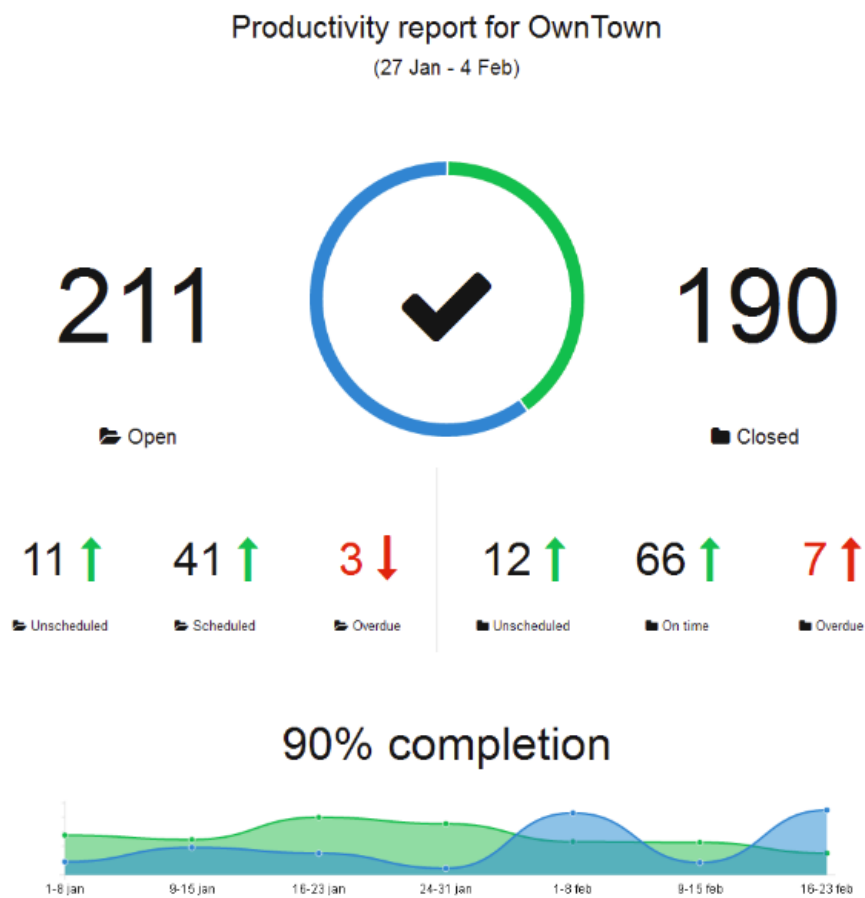 Productivity report for OwnTown
(27 Jan - 4 Feb)
211
190
Open
Closed
11
41
3
12
66
7
Unscheduled
Scheduled
Overdue
Unscheduled
On time
Overdue
90% completion
1-8 jan
9-15 jan
16-23 jan
24-31 jan
1-8 feb
9-15 feb
16-23 feb